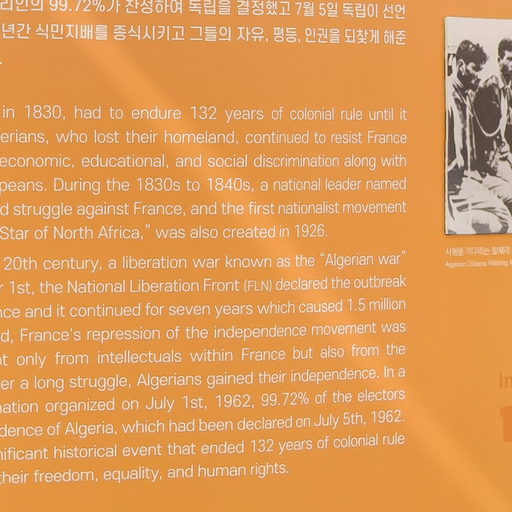 리인의 99.72%가 찬성하여 독립을 결정했고 7월 5일 독립이 선언
년간 식민지배를 종식시키고 그들의 자유, 평등, 인권을 되찾게 해준
.
in 1830, had to endure 132 years of colonial rule until it
erians, who lost their homeland, continued to resist France
economic, educational, and social discrimination along with
peans. During the 1830s to 1840s, a national leader named
d struggle against France, and the first nationalist movement
Star of North Africa,” was also created in 1926.
20th century, a liberation war known as the “Algerian war”
r 1st, the National Liberation Front (FLN) declared the outbreak
nce and it continued for seven years which caused 1.5 million
d, France's repression of the independence movement was
ot only from intellectuals within France but also from the
ter a long struggle, Algerians gained their independence. In a
nation organized on July 1st, 1962, 99.72% of the electors
dence of Algeria, which had been declared on July 5th, 1962.
nificant historical event that ended 132 years of colonial rule
their freedom, equality, and human rights.
사형을 기다리는 알제리
Algerian Citizens Waiting
In